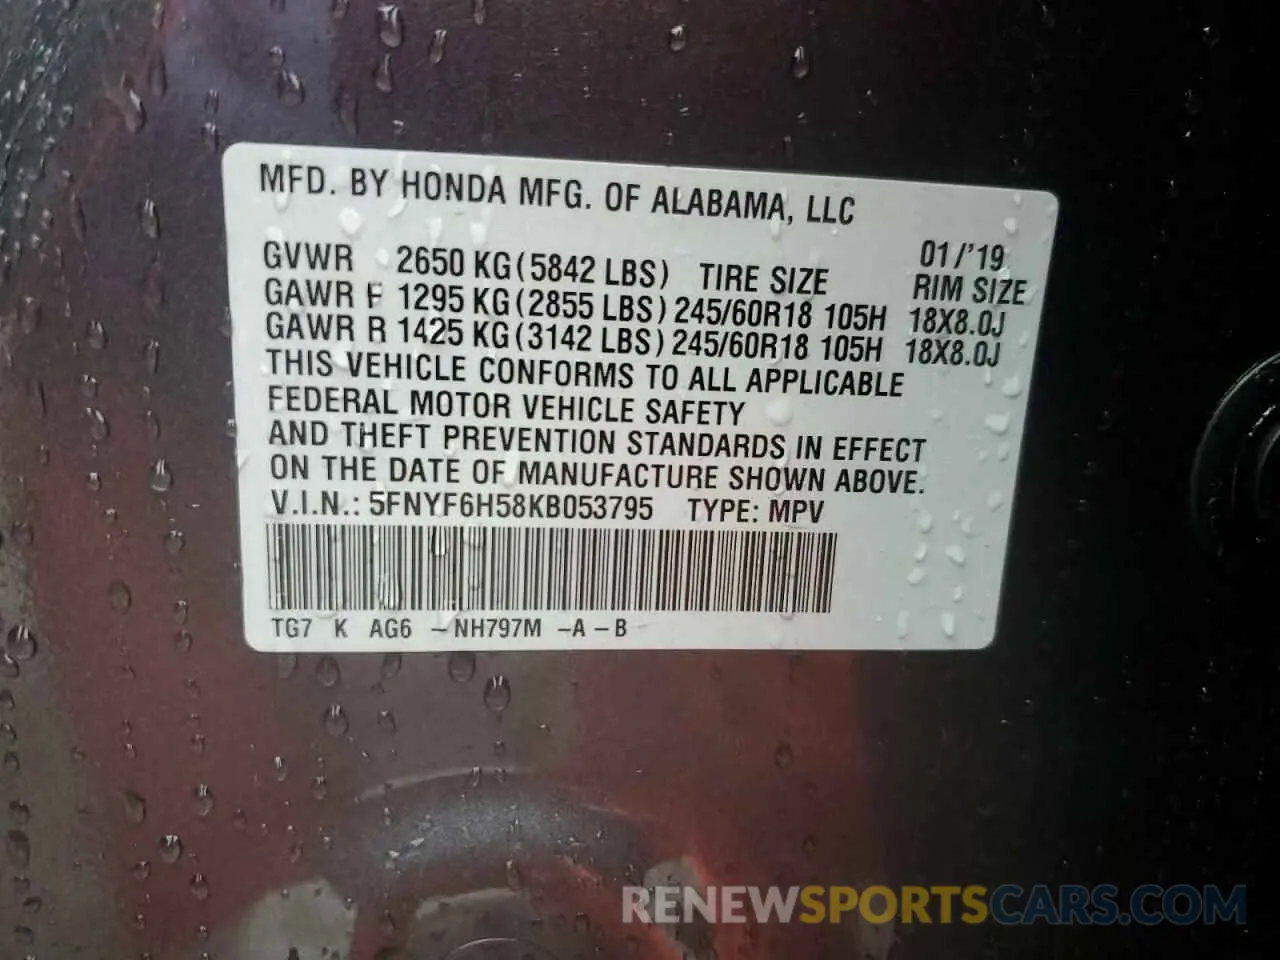 MFD. BY HONDA MFG. OF ALABAMA, LLC
01/'19
GVWR 2650 KG (5842 LBS) TIRE SIZE RIM SIZE
GAWR F 1295 KG (2855 LBS) 245/60R18 105H 18X8.0J
GAWR R 1425 KG (3142 LBS) 245/60R18 105H 18X8.0J
THIS VEHICLE CONFORMS TO ALL APPLICABLE
FEDERAL MOTOR VEHICLE SAFETY
AND THEFT PREVENTION STANDARDS IN EFFECT
ON THE DATE OF MANUFACTURE SHOWN ABOVE.
V.I.N.: 5FNYF6H58KB053795 TYPE: MPV
TG7 K AG6 -NH797M -A-B
RENEWSPORTSCARS.COM